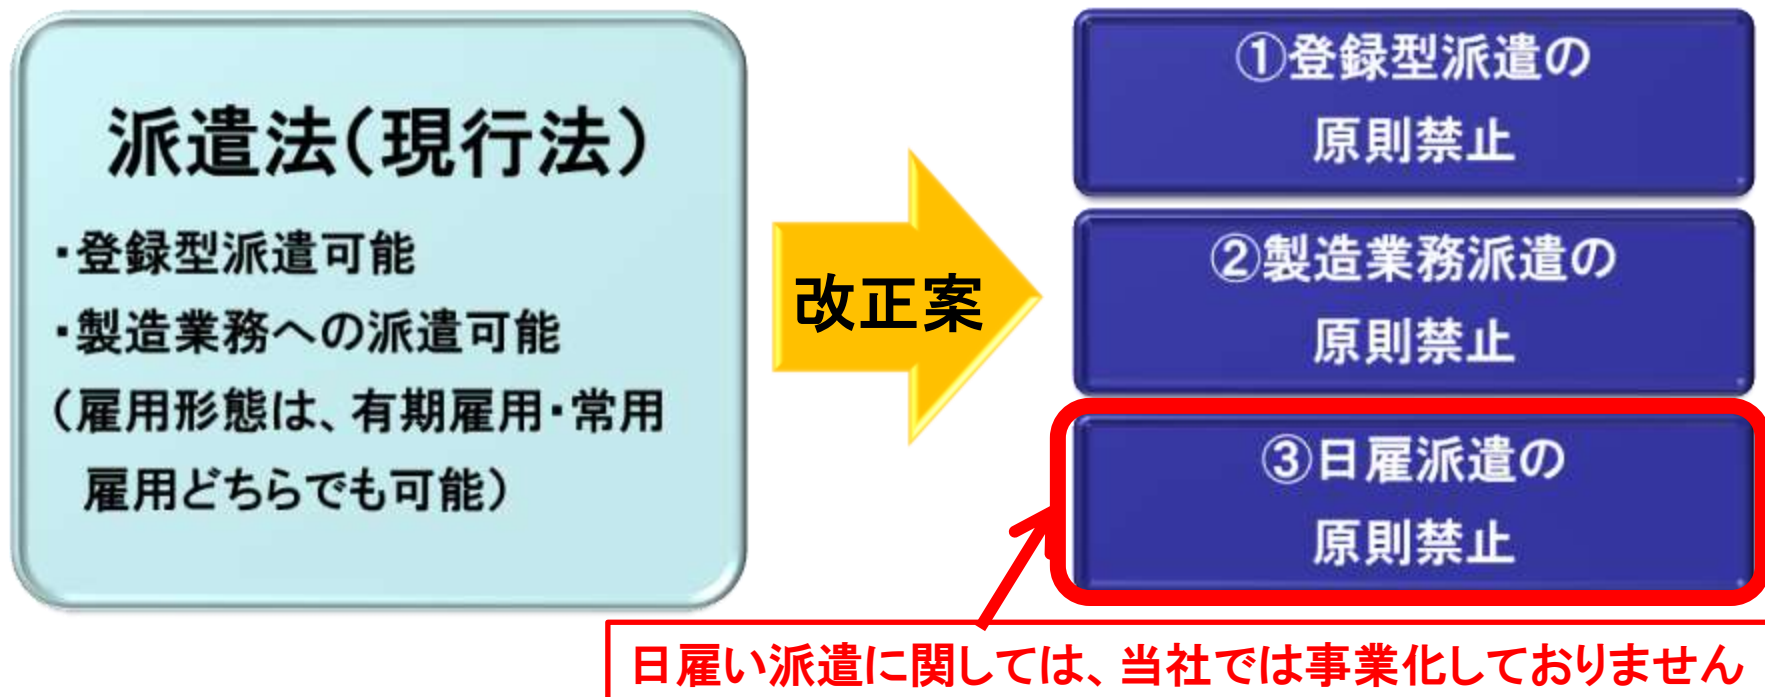 派遣法(現行法)
・登録型派遣可能
・製造業務への派遣可能
(雇用形態は、有期雇用・常用
雇用どちらでも可能)
改正案
①登録型派遣の
原則禁止
②製造業務派遣の
原則禁止
③日雇派遣の
原則禁止
日雇い派遣に関しては、当社では事業化しておりません